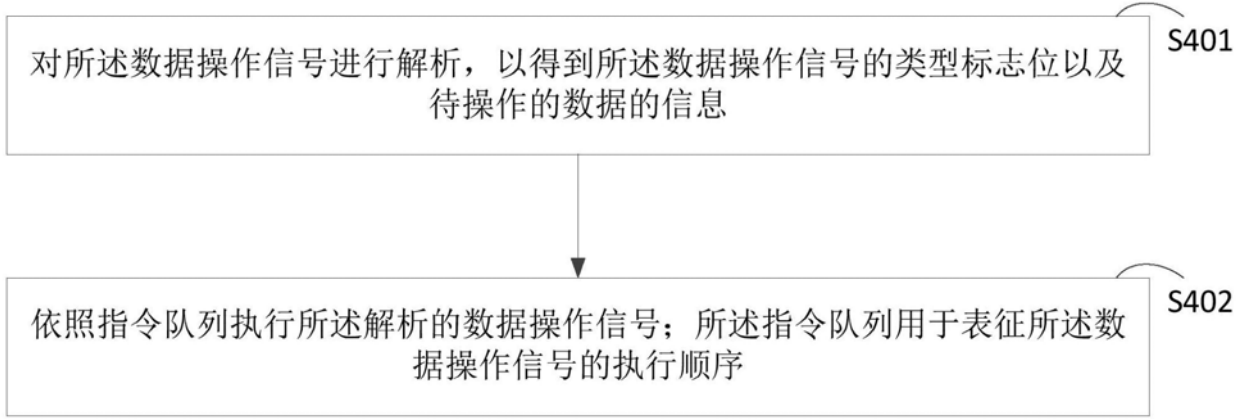 S401
对所述数据操作信号进行解析，以得到所述数据操作信号的类型标志位以及
待操作的数据的信息
S402
依照指令队列执行所述解析的数据操作信号；所述指令队列用于表征所述数
据操作信号的执行顺序